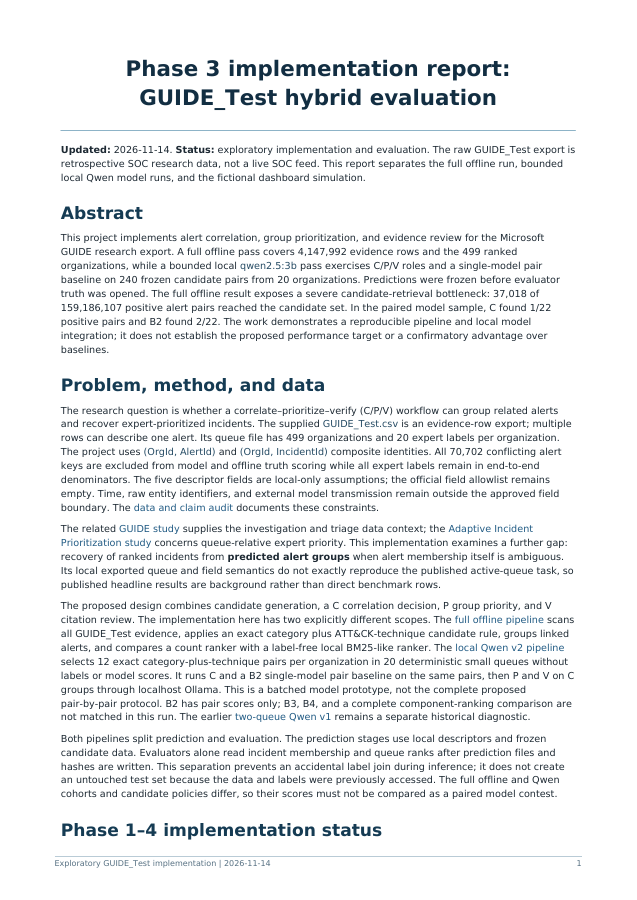 Phase 3 implementation report:
GUIDE_Test hybrid evaluation
Updated: 2026-11-14. Status: exploratory implementation and evaluation. The raw GUIDE_Test export is
retrospective SOC research data, not a live SOC feed. This report separates the full offline run, bounded
local Qwen model runs, and the fictional dashboard simulation.
Abstract
This project implements alert correlation, group prioritization, and evidence review for the Microsoft
GUIDE research export. A full offline pass covers 4,147,992 evidence rows and the 499 ranked
organizations, while a bounded local qwen2.5:3b pass exercises C/P/V roles and a single-model pair
baseline on 240 frozen candidate pairs from 20 organizations. Predictions were frozen before evaluator
truth was opened. The full offline result exposes a severe candidate-retrieval bottleneck: 37,018 of
159,186,107 positive alert pairs reached the candidate set. In the paired model sample, C found 1/22
positive pairs and B2 found 2/22. The work demonstrates a reproducible pipeline and local model
integration; it does not establish the proposed performance target or a confirmatory advantage over
baselines.
Problem, method, and data
The research question is whether a correlate–prioritize–verify (C/P/V) workflow can group related alerts
and recover expert-prioritized incidents. The supplied GUIDE_Test.csv is an evidence-row export; multiple
rows can describe one alert. Its queue file has 499 organizations and 20 expert labels per organization.
The project uses (OrgId, AlertId) and (OrgId, IncidentId) composite identities. All 70,702 conflicting alert
keys are excluded from model and offline truth scoring while all expert labels remain in end-to-end
denominators. The five descriptor fields are local-only assumptions; the official field allowlist remains
empty. Time, raw entity identifiers, and external model transmission remain outside the approved field
boundary. The data and claim audit documents these constraints.
The related GUIDE study supplies the investigation and triage data context; the Adaptive Incident
Prioritization study concerns queue-relative expert priority. This implementation examines a further gap:
recovery of ranked incidents from predicted alert groups when alert membership itself is ambiguous.
Its local exported queue and field semantics do not exactly reproduce the published active-queue task, so
published headline results are background rather than direct benchmark rows.
The proposed design combines candidate generation, a C correlation decision, P group priority, and V
citation review. The implementation here has two explicitly different scopes. The full offline pipeline scans
all GUIDE_Test evidence, applies an exact category plus ATT&CK-technique candidate rule, groups linked
alerts, and compares a count ranker with a label-free local BM25-like ranker. The local Qwen v2 pipeline
selects 12 exact category-plus-technique pairs per organization in 20 deterministic small queues without
labels or model scores. It runs C and a B2 single-model pair baseline on the same pairs, then P and V on C
groups through localhost Ollama. This is a batched model prototype, not the complete proposed
pair-by-pair protocol. B2 has pair scores only; B3, B4, and a complete component-ranking comparison are
not matched in this run. The earlier two-queue Qwen v1 remains a separate historical diagnostic.
Both pipelines split prediction and evaluation. The prediction stages use local descriptors and frozen
candidate data. Evaluators alone read incident membership and queue ranks after prediction files and
hashes are written. This separation prevents an accidental label join during inference; it does not create
an untouched test set because the data and labels were previously accessed. The full offline and Qwen
cohorts and candidate policies differ, so their scores must not be compared as a paired model contest.
Phase 1–4 implementation status
Exploratory GUIDE_Test implementation | 2026-11-14
1